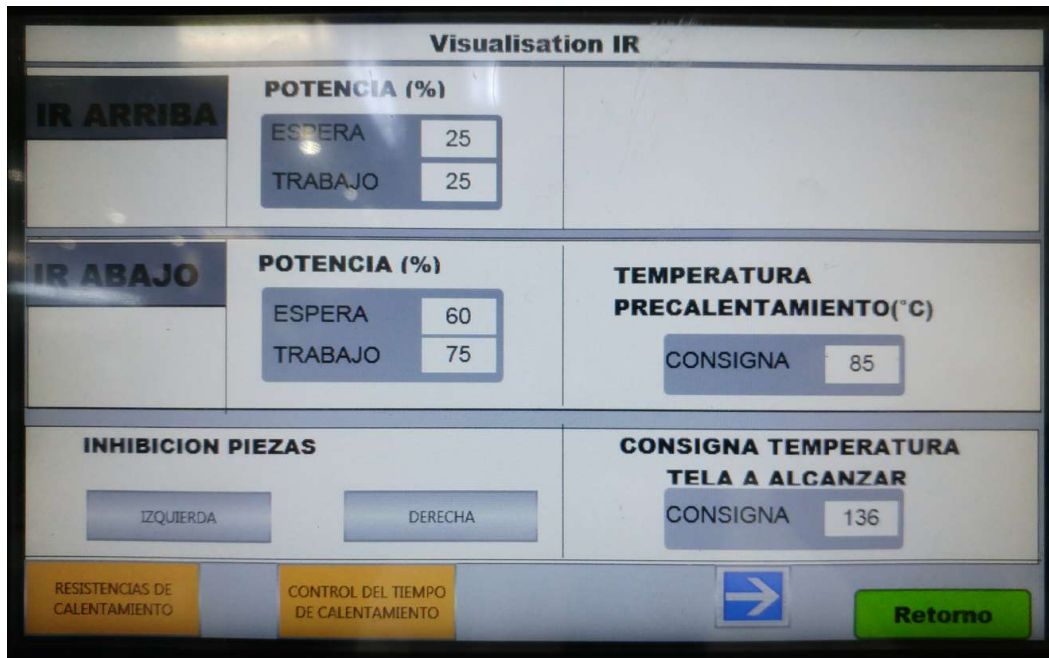 Visualisation IR
IR ARRIBA
POTENCIA (%)
ESPERA 25
TRABAJO 25
IR ABAJO
POTENCIA (%)
ESPERA 60
TRABAJO 75
TEMPERATURA
PRECALENTAMIENTO(°C)
CONSIGNA 85
INHIBICION PIEZAS
IZQUIERDA
DERECHA
CONSIGNA TEMPERATURA
TELA A ALCANZAR
CONSIGNA 136
RESISTENCIAS DE
CALENTAMIENTO
CONTROL DEL TIEMPO
DE CALENTAMIENTO
Retorno